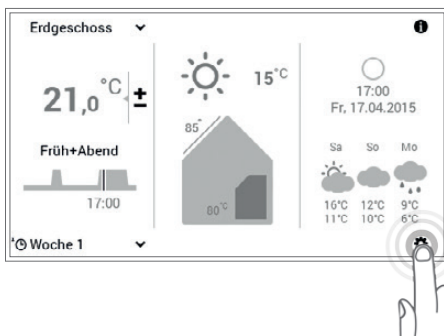 Erdgeschoss
21,0 °C ±
Früh+Abend
17:00
Woche 1
15°C
85°
80°C
17:00
Fr, 17.04.2015
Sa So Mo
16°C 12°C 9°C
11°C 10°C 6°C